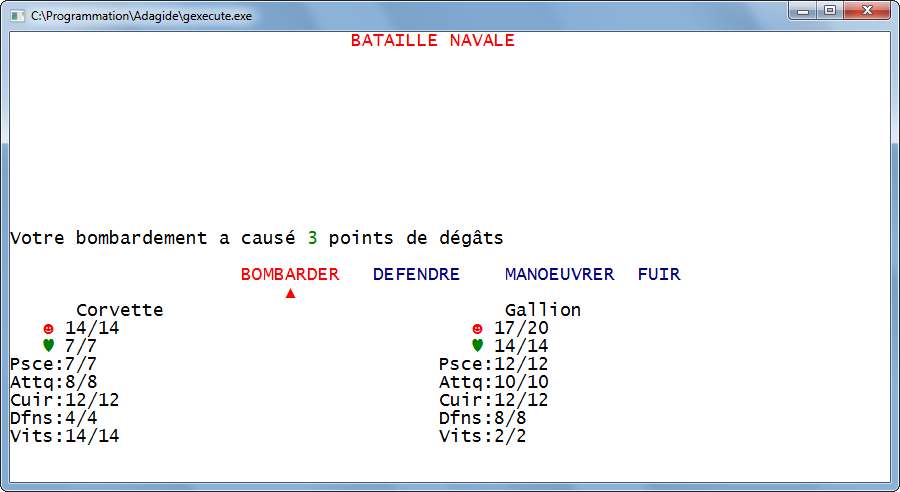 C:\Programmation\Adagide\gexecute.exe
BATAILLE NAVALE
Votre bombardement a causé 3 points de dégâts
BOMBARDER DEFENDRE MANOEUVRER FUIR
Corvette Gallion
14/14 17/20
7/7 14/14
Psce:7/7 Psce:12/12
Attq:8/8 Attq:10/10
Cuir:12/12 Cuir:12/12
Dfns:4/4 Dfns:8/8
Vits:14/14 Vits:2/2